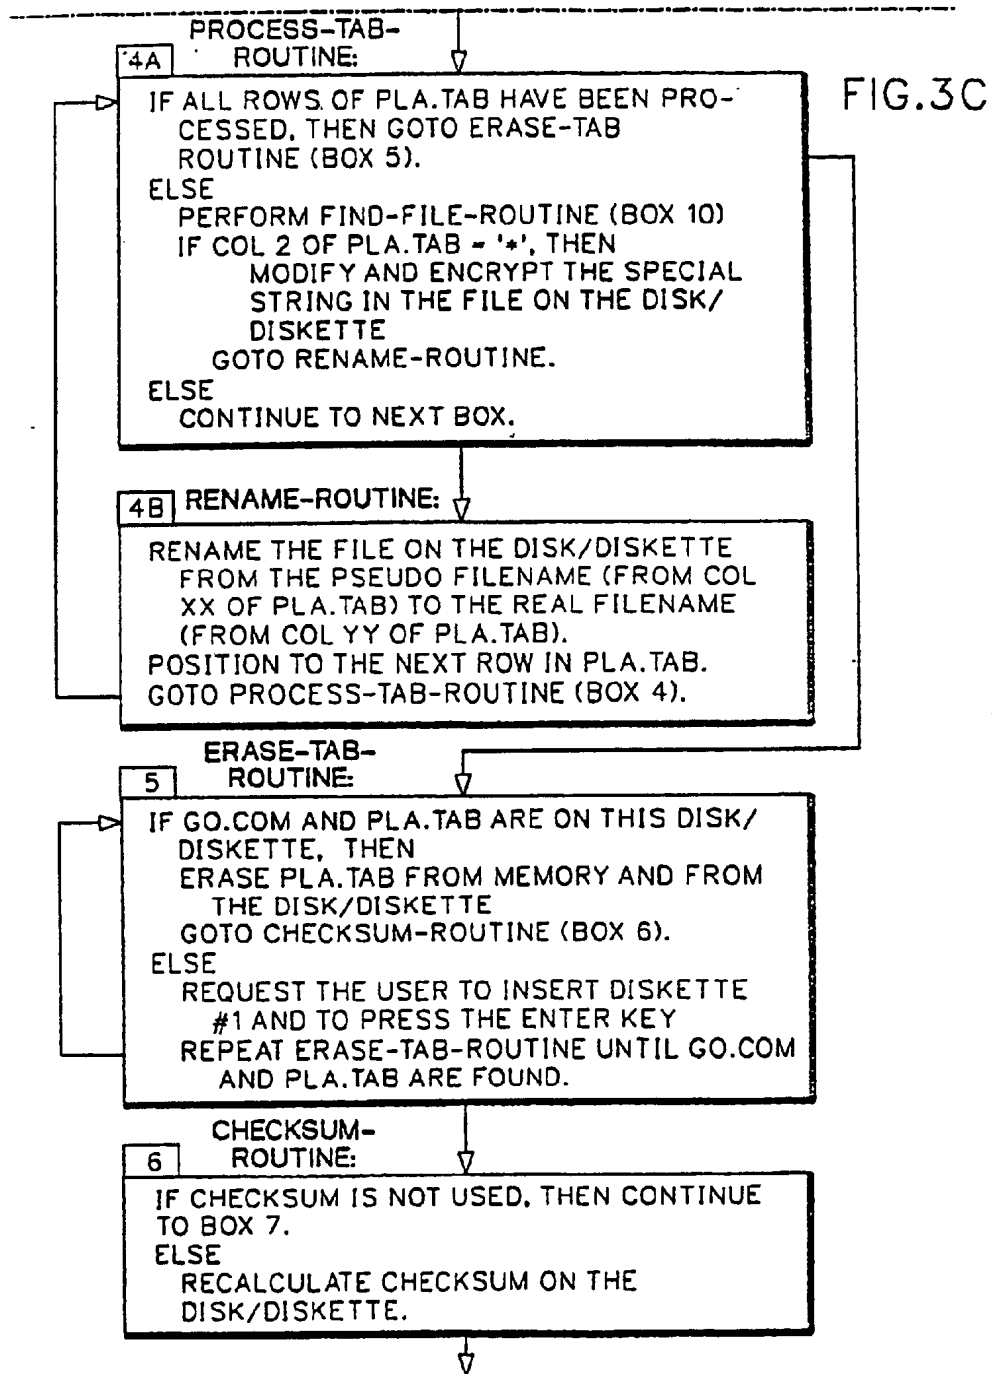 PROCESS-TAB-
ROUTINE:
4A
FIG.3C
IF ALL ROWS OF PLA.TAB HAVE BEEN PRO-
CESSED, THEN GOTO ERASE-TAB
ROUTINE (BOX 5).
ELSE
PERFORM FIND-FILE-ROUTINE (BOX 10)
IF COL 2 OF PLA.TAB = '*', THEN
MODIFY AND ENCRYPT THE SPECIAL
STRING IN THE FILE ON THE DISK/
DISKETTE
GOTO RENAME-ROUTINE.
ELSE
CONTINUE TO NEXT BOX.
4B RENAME-ROUTINE:
RENAME THE FILE ON THE DISK/DISKETTE
FROM THE PSEUDO FILENAME (FROM COL
XX OF PLA.TAB) TO THE REAL FILENAME
(FROM COL YY OF PLA.TAB).
POSITION TO THE NEXT ROW IN PLA.TAB.
GOTO PROCESS-TAB-ROUTINE (BOX 4).
ERASE-TAB-
ROUTINE:
5
IF GO.COM AND PLA.TAB ARE ON THIS DISK/
DISKETTE, THEN
ERASE PLA.TAB FROM MEMORY AND FROM
THE DISK/DISKETTE
GOTO CHECKSUM-ROUTINE (BOX 6).
ELSE
REQUEST THE USER TO INSERT DISKETTE
#1 AND TO PRESS THE ENTER KEY
REPEAT ERASE-TAB-ROUTINE UNTIL GO.COM
AND PLA.TAB ARE FOUND.
CHECKSUM-
ROUTINE:
6
IF CHECKSUM IS NOT USED, THEN CONTINUE
TO BOX 7.
ELSE
RECALCULATE CHECKSUM ON THE
DISK/DISKETTE.